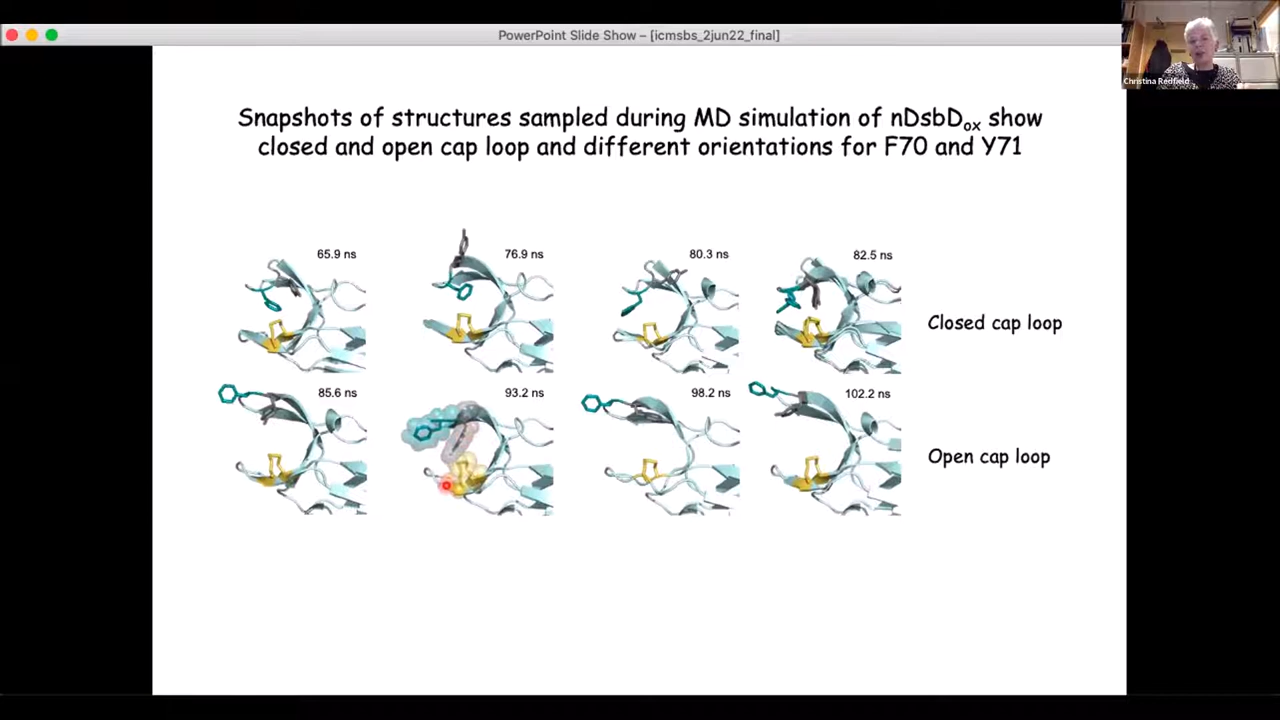 PowerPoint Slide Show – [icmsbs_2jun22_final]
Christina Redfield
Snapshots of structures sampled during MD simulation of nDsbDox show
closed and open cap loop and different orientations for F70 and Y71
65.9 ns
76.9 ns
80.3 ns
82.5 ns
Closed cap loop
85.6 ns
93.2 ns
98.2 ns
102.2 ns
Open cap loop